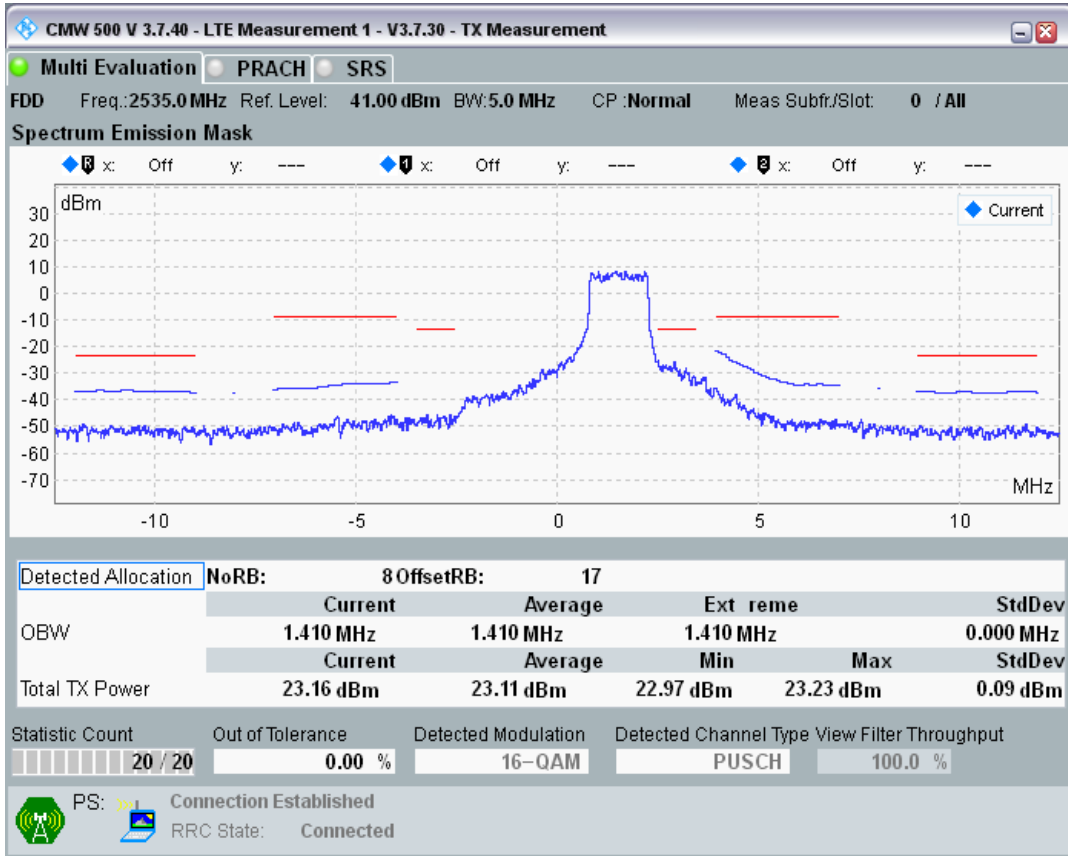 CMW 500 V 3.7.40 - LTE Measurement 1 - V3.7.30 - TX Measurement
Multi Evaluation PRACH SRS
FDD Freq.:2535.0 MHz Ref. Level: 41.00 dBm BW:5.0 MHz CP :Normal Meas Subfr./Slot: 0 / All
Spectrum Emission Mask
R x: Off y: --- 1 x: Off y: --- 2 x: Off y: ---
dBm
Current
30
20
10
0
-10
-20
-30
-40
-50
-60
-70
MHz
-10 -5 0 5 10
Detected Allocation NoRB: 8 OffsetRB: 17
Current Average Ext reme StdDev
OBW 1.410 MHz 1.410 MHz 1.410 MHz 0.000 MHz
Current Average Min Max StdDev
Total TX Power 23.16 dBm 23.11 dBm 22.97 dBm 23.23 dBm 0.09 dBm
Statistic Count Out of Tolerance Detected Modulation Detected Channel Type View Filter Throughput
20 / 20 0.00 % 16-QAM PUSCH 100.0 %
PS: Connection Established
RRC State: Connected